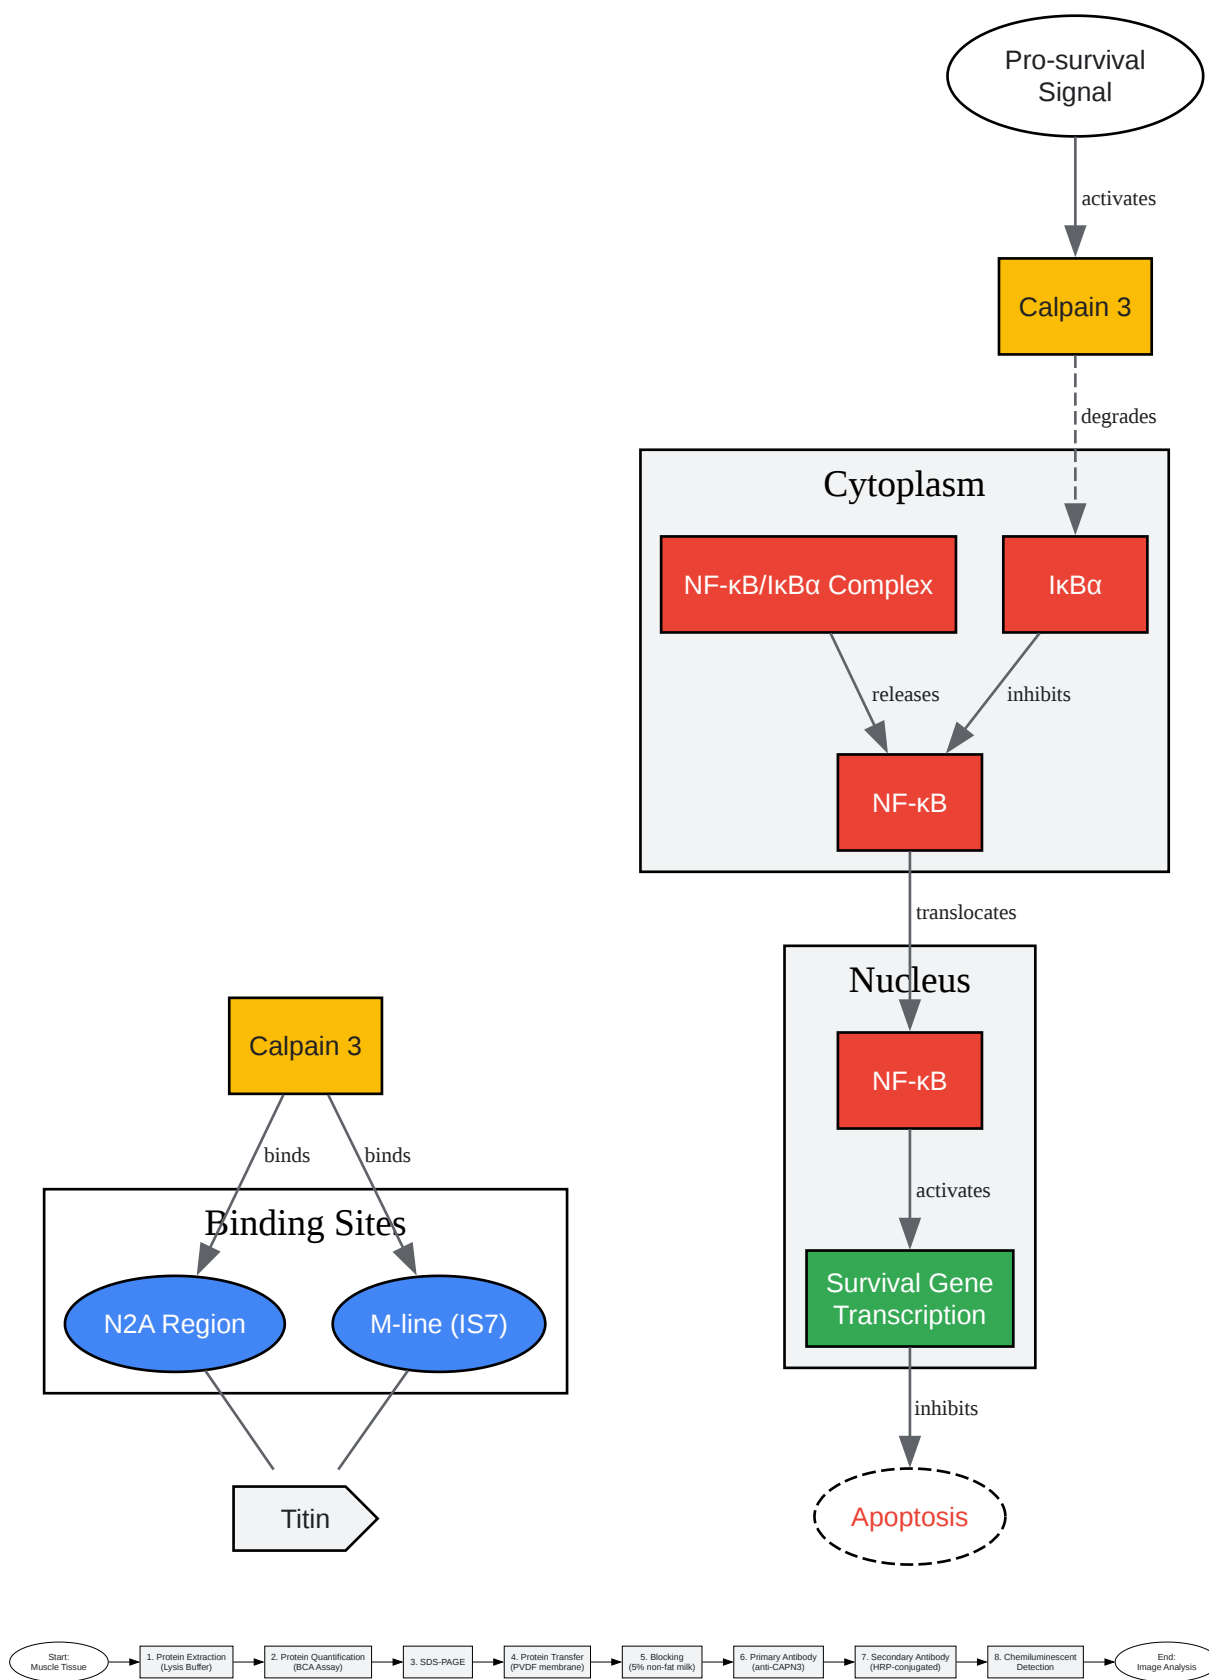 Pro-survival
Signal
activates
Calpain 3
degrades
Cytoplasm
NF-κB/IκBα Complex
IκBα
releases
inhibits
NF-κB
translocates
Nucleus
NF-κB
activates
Survival Gene
Transcription
inhibits
Apoptosis
Calpain 3
binds
binds
Binding Sites
N2A Region
M-line (IS7)
Titin
Start:
Muscle Tissue
1. Protein Extraction
(Lysis Buffer)
2. Protein Quantification
(BCA Assay)
3. SDS-PAGE
4. Protein Transfer
(PVDF membrane)
5. Blocking
(5% non-fat milk)
6. Primary Antibody
(anti-CAPN3)
7. Secondary Antibody
(HRP-conjugated)
8. Chemiluminescent
Detection
End:
Image Analysis